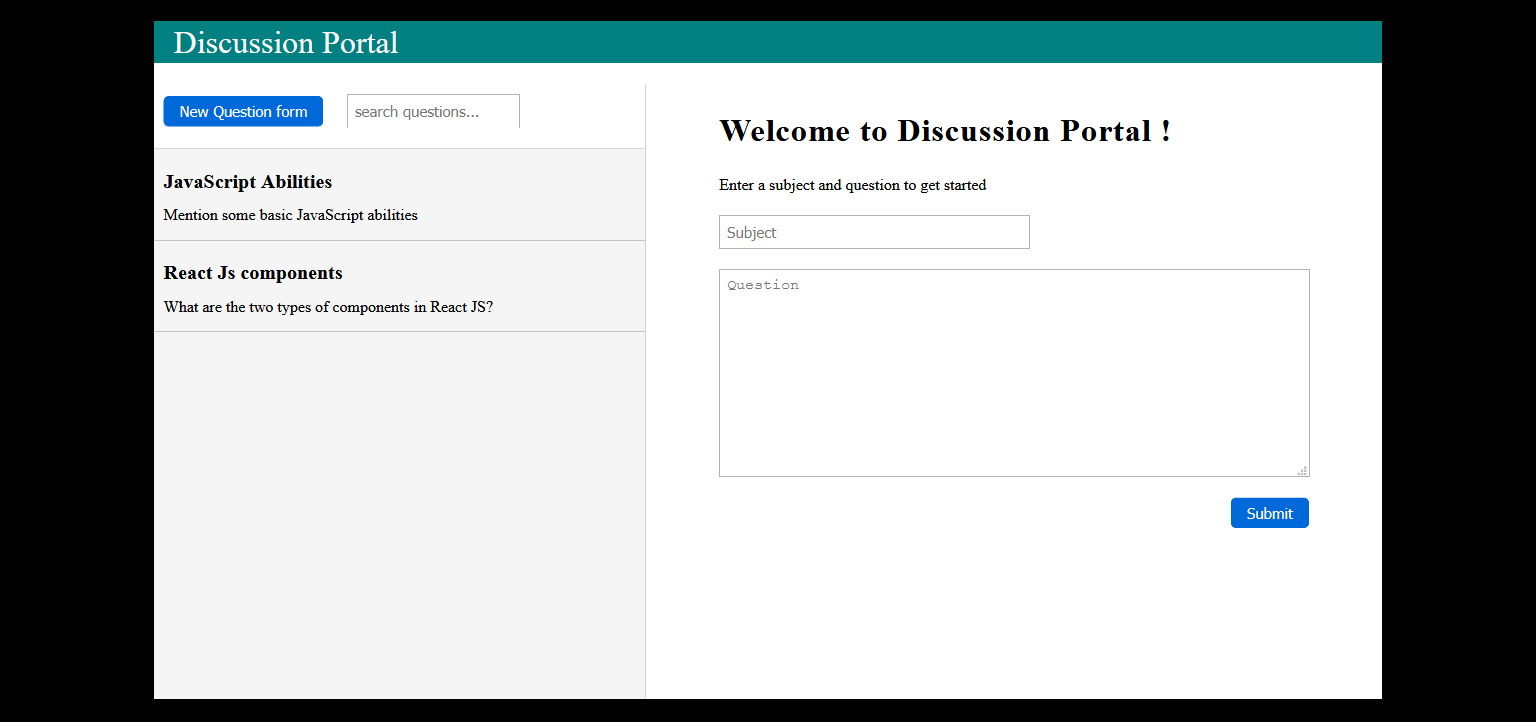 Discussion Portal
New Question form
search questions...
JavaScript Abilities
Mention some basic JavaScript abilities
React Js components
What are the two types of components in React JS?
Welcome to Discussion Portal !
Enter a subject and question to get started
Subject
Question
Submit